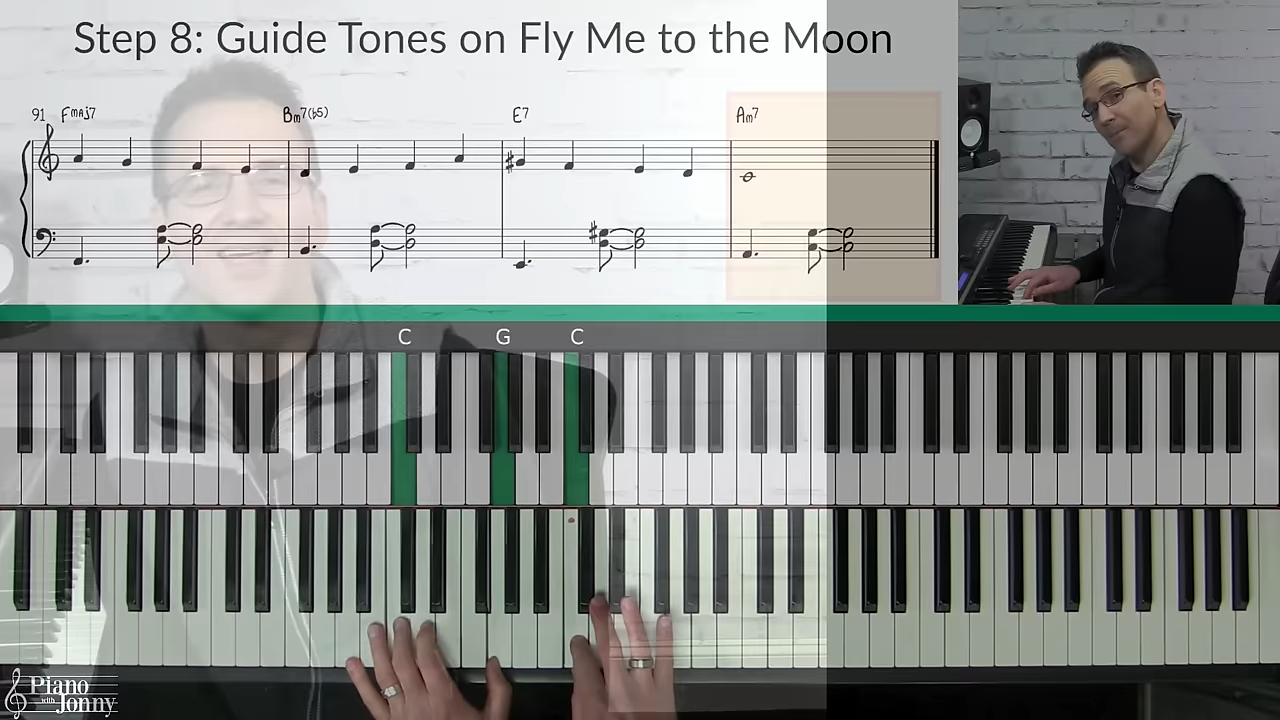 Step 8: Guide Tones on Fly Me to the Moon
91 Fmaj7 Bm7(b5) E7 Am7
C G C
Piano
with
Jonny